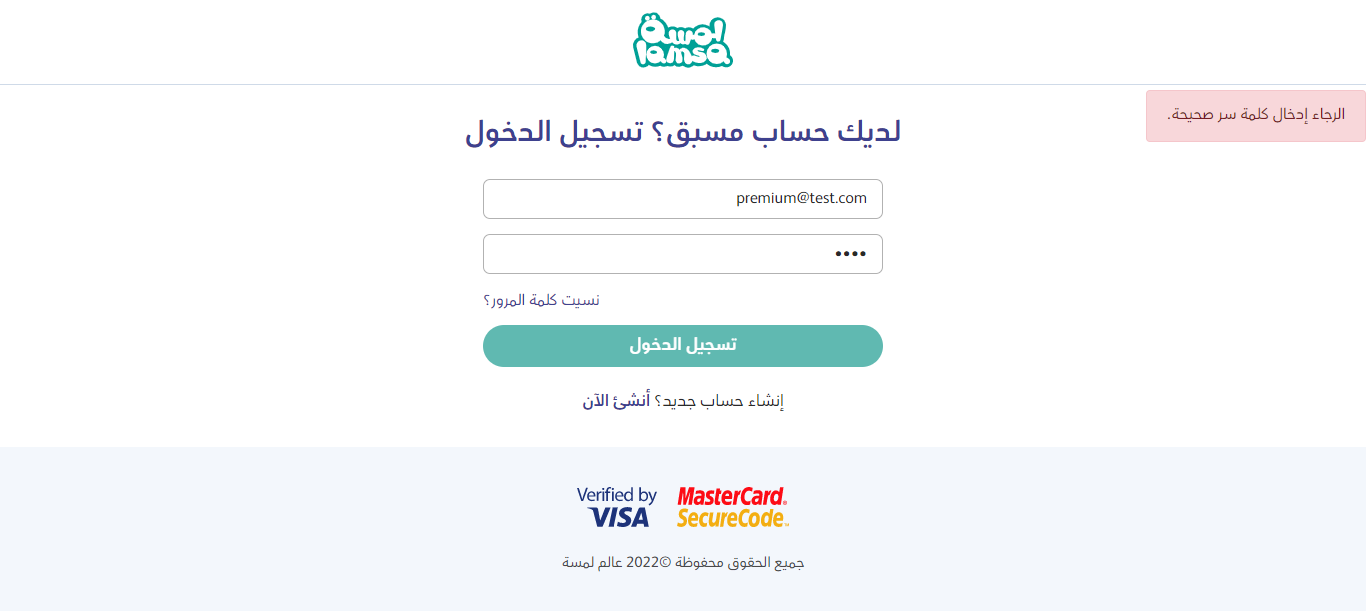 لمسة
lamsa
الرجاء إدخال كلمة سر صحيحة.
لديك حساب مسبق؟ تسجيل الدخول
premium@test.com
••••
نسيت كلمة المرور؟
تسجيل الدخول
إنشاء حساب جديد؟ أنشئ الآن
Verified by
VISA
MasterCard®
SecureCode™
جميع الحقوق محفوظة ©2022 عالم لمسة